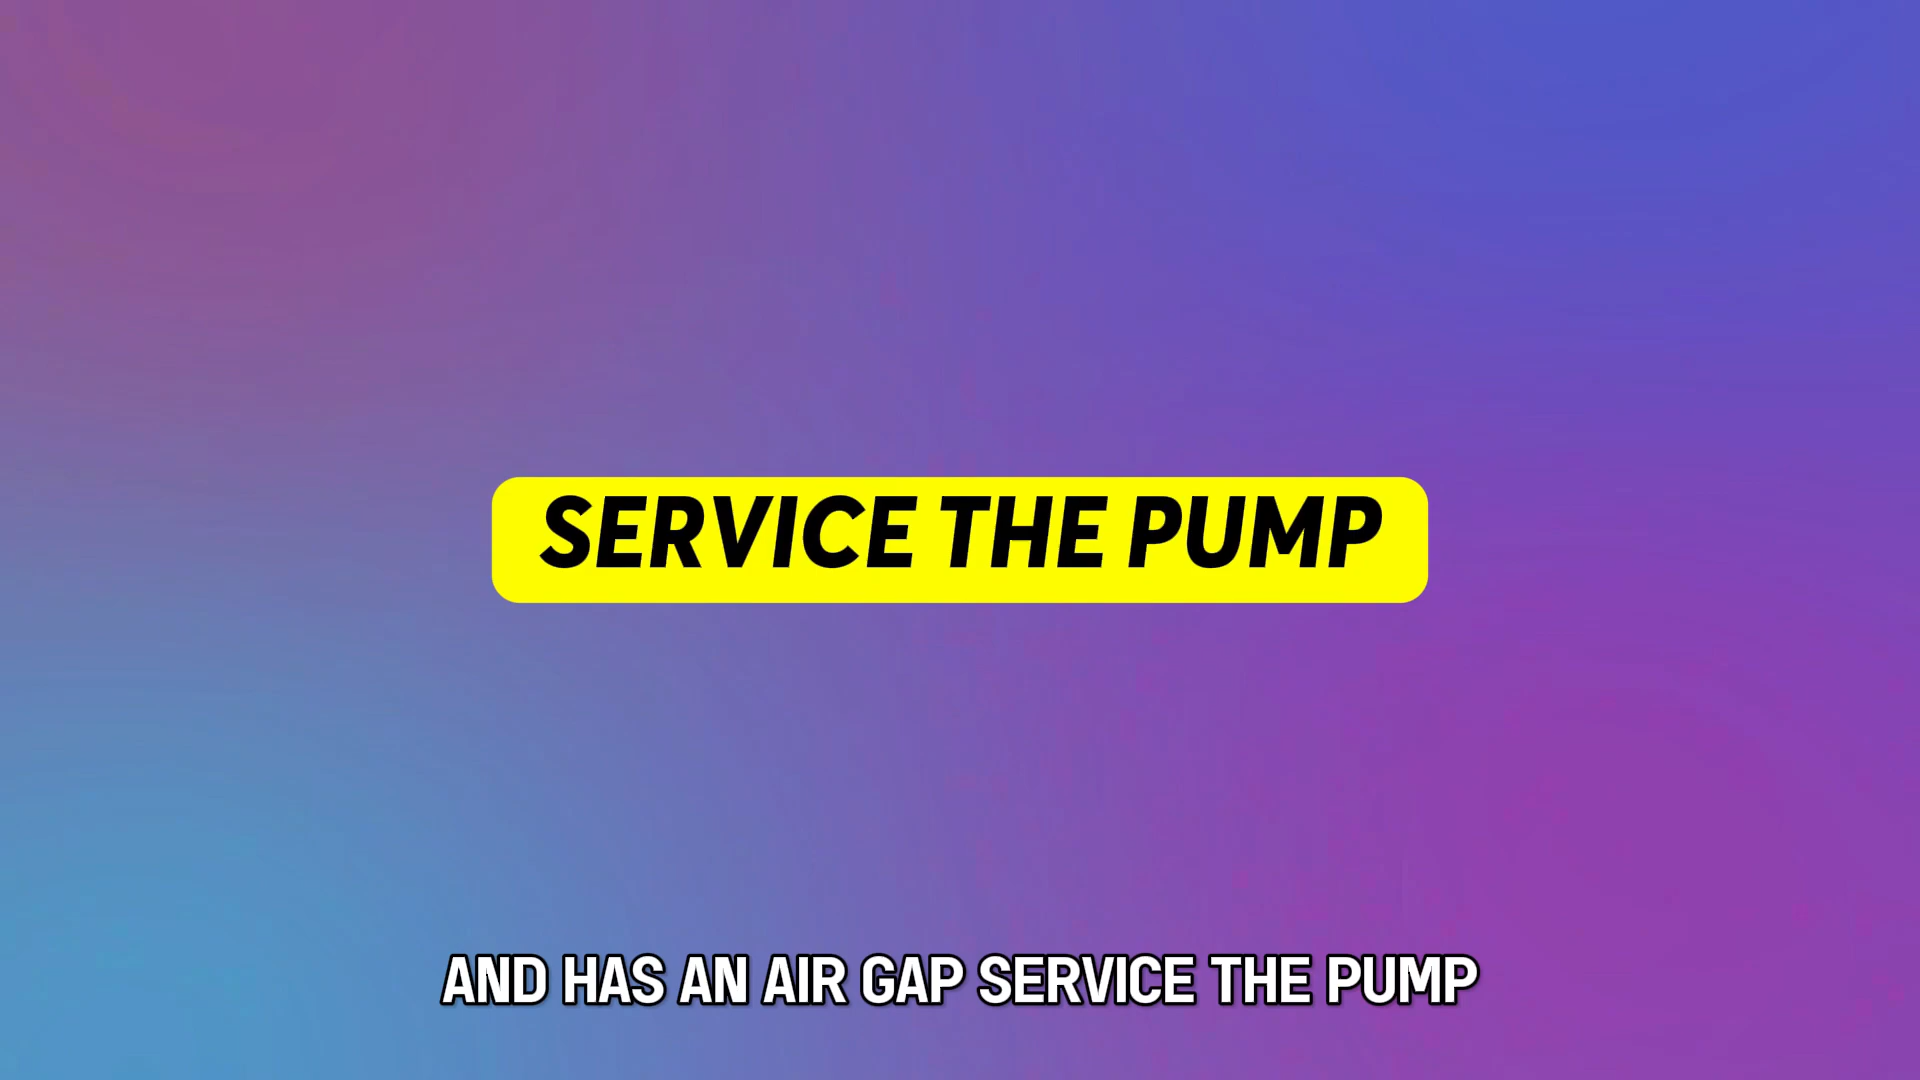 SERVICE THE PUMP
AND HAS AN AIR GAP SERVICE THE PUMP